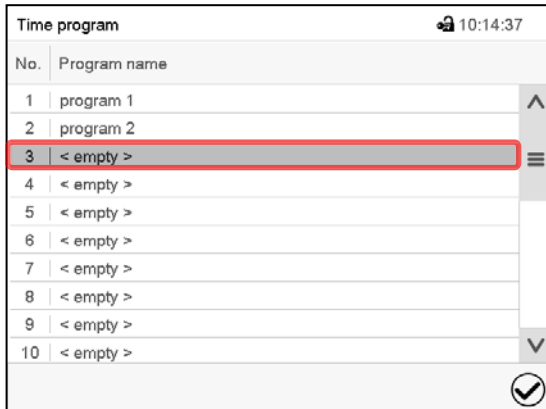 Time program 10:14:37
No. Program name
1 program 1
2 program 2
3 < empty >
4 < empty >
5 < empty >
6 < empty >
7 < empty >
8 < empty >
9 < empty >
10 < empty >